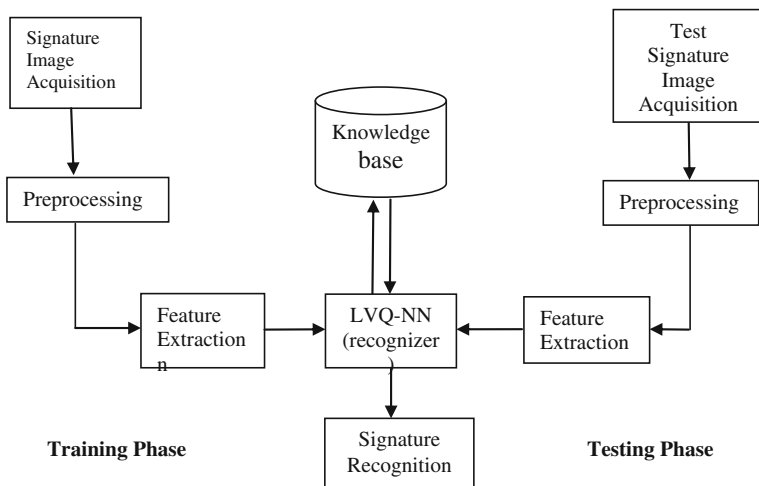 Signature
Image
Acquisition
Test
Signature
Image
Acquisition
Knowledge
base
Preprocessing
Preprocessing
Feature
Extraction
n
LVQ-NN
(recognizer
)
Feature
Extraction
Training Phase
Signature
Recognition
Testing Phase